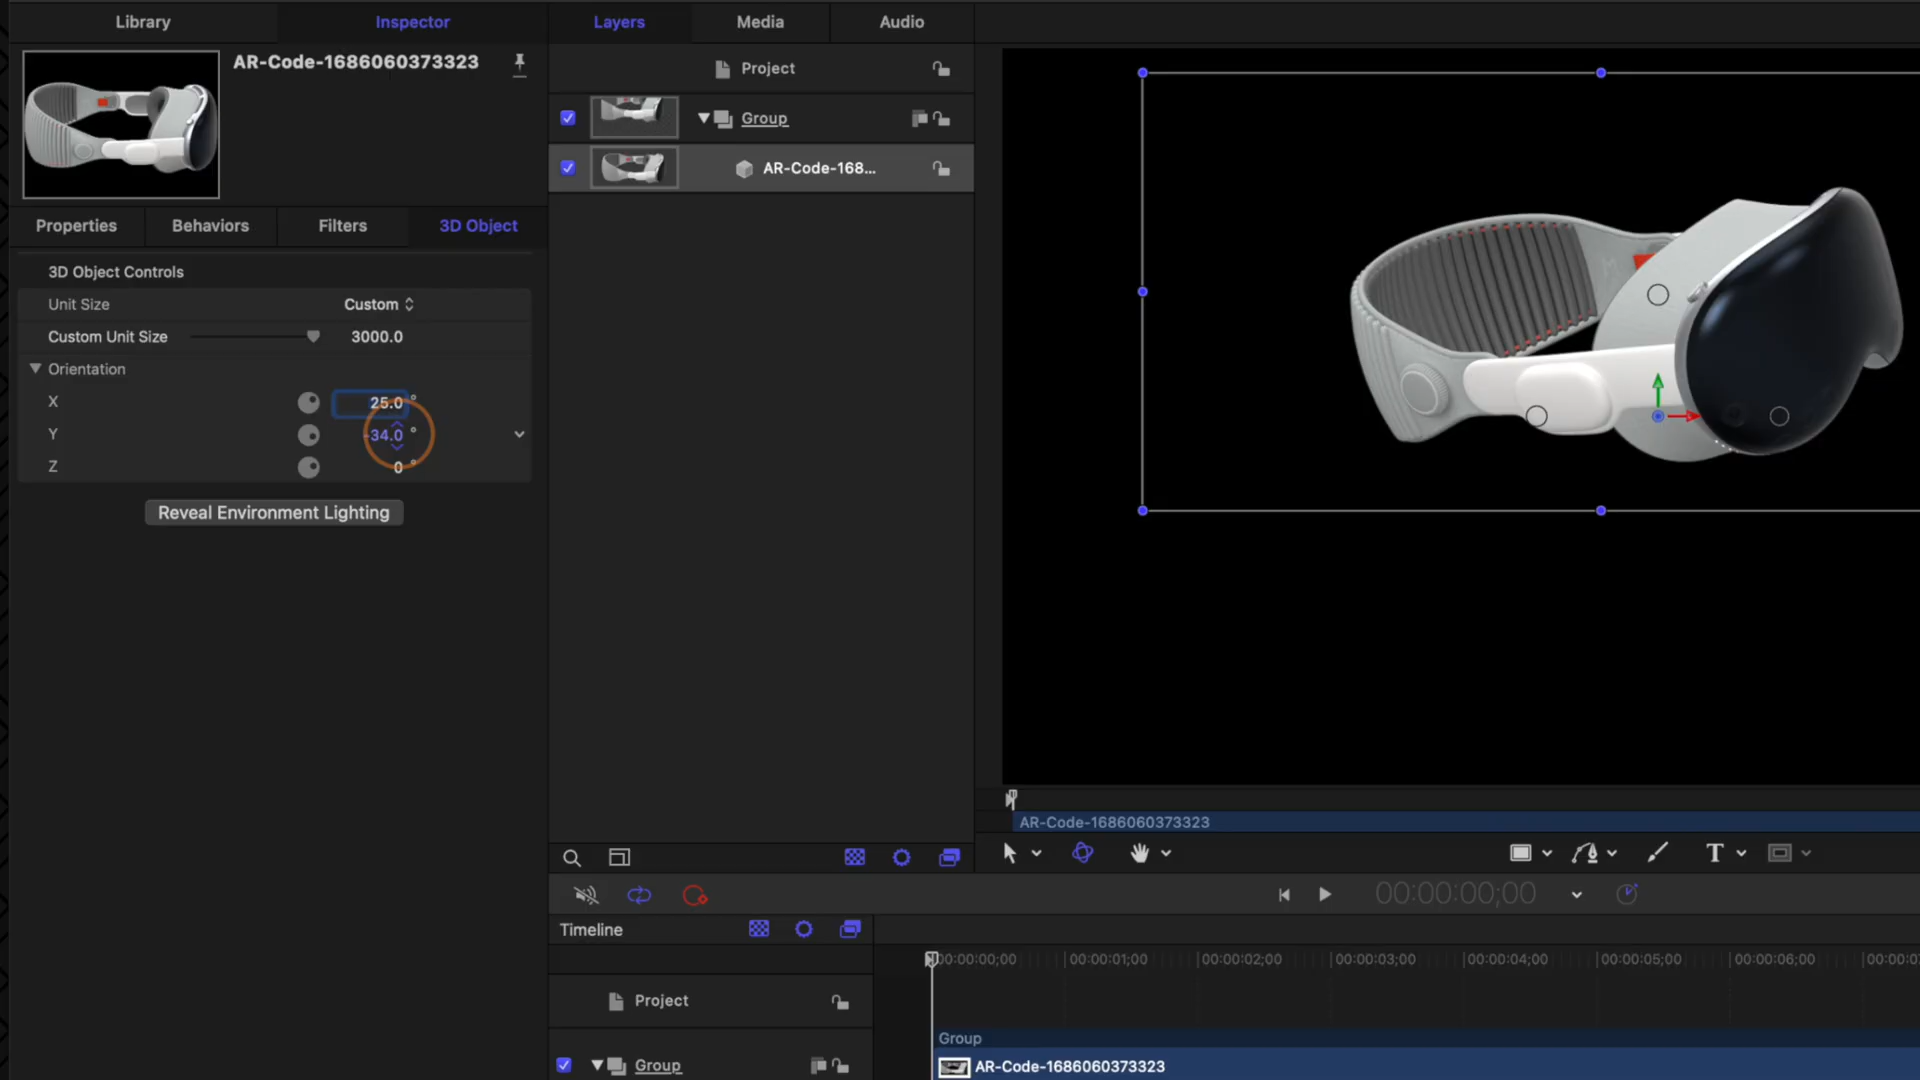 Library
Inspector
Layers
Media
Audio
AR-Code-1686060373323
Project
Group
AR-Code-168...
Properties
Behaviors
Filters
3D Object
3D Object Controls
Unit Size
Custom
Custom Unit Size
3000.0
Orientation
X
25.0 °
Y
-34.0 °
Z
0 °
Reveal Environment Lighting
AR-Code-1686060373323
T
00:00:00;00
Timeline
00:00:00;00
00:00:01;00
00:00:02;00
00:00:03;00
00:00:04;00
00:00:05;00
00:00:06;00
Project
Group
Group
AR-Code-1686060373323